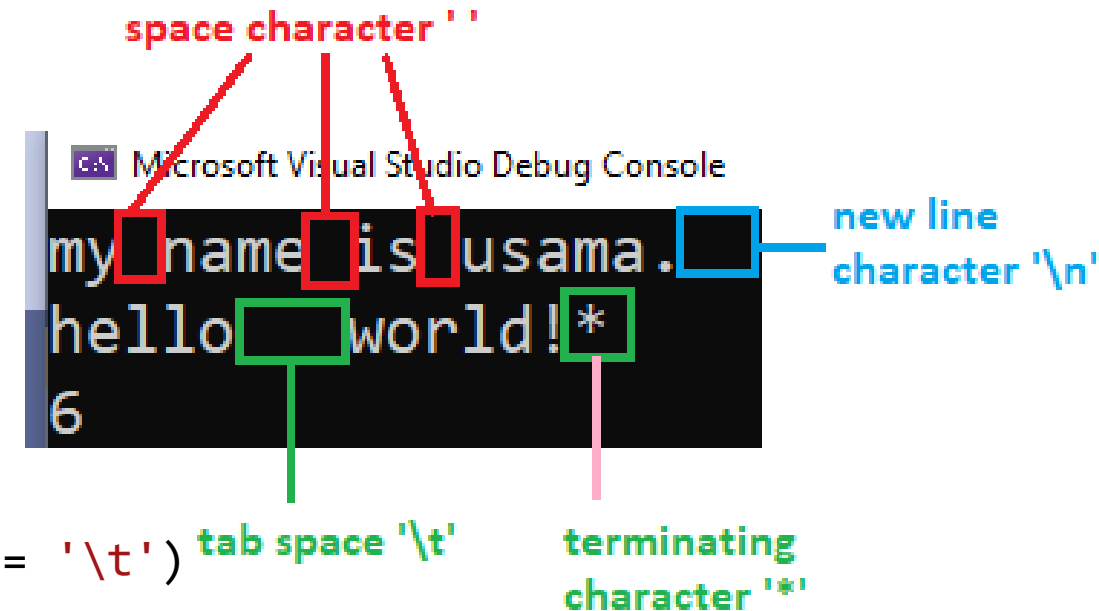 space character ' '
C:\ Microsoft Visual Studio Debug Console
my name is usama.
new line
character '\n'
hello   world!*
6
= '\t')
tab space '\t'
terminating
character '*'